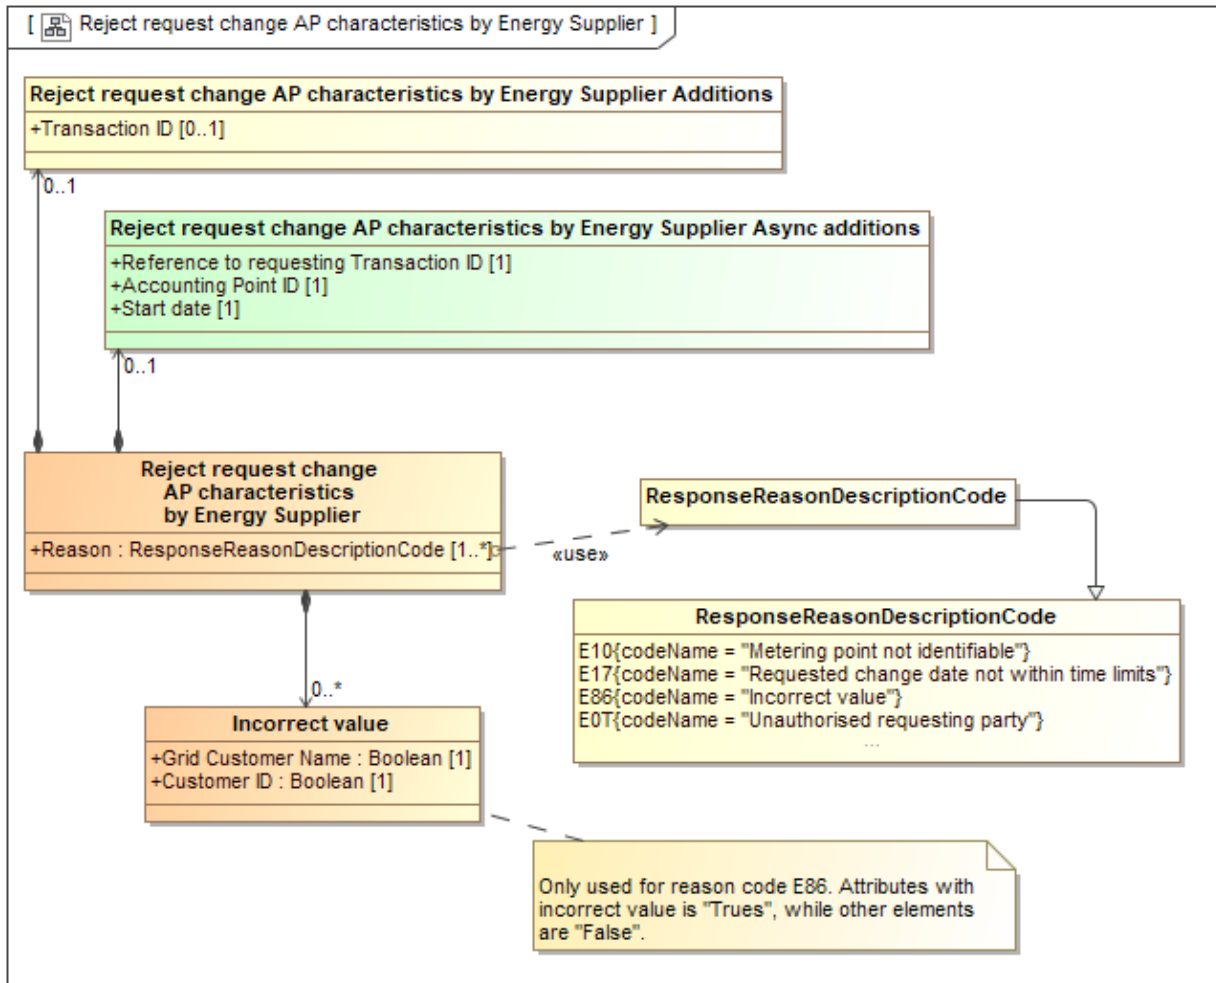 [ Reject request change AP characteristics by Energy Supplier ]
Reject request change AP characteristics by Energy Supplier Additions
+Transaction ID [0..1]
0..1
Reject request change AP characteristics by Energy Supplier Async additions
+Reference to requesting Transaction ID [1]
+Accounting Point ID [1]
+Start date [1]
0..1
Reject request change
AP characteristics
by Energy Supplier
+Reason : ResponseReasonDescriptionCode [1..*]
«use»
ResponseReasonDescriptionCode
ResponseReasonDescriptionCode
E10{codeName = "Metering point not identifiable"}
E17{codeName = "Requested change date not within time limits"}
E86{codeName = "Incorrect value"}
E0T{codeName = "Unauthorised requesting party"}
...
0..*
Incorrect value
+Grid Customer Name : Boolean [1]
+Customer ID : Boolean [1]
Only used for reason code E86. Attributes with
incorrect value is "Trues", while other elements
are "False".